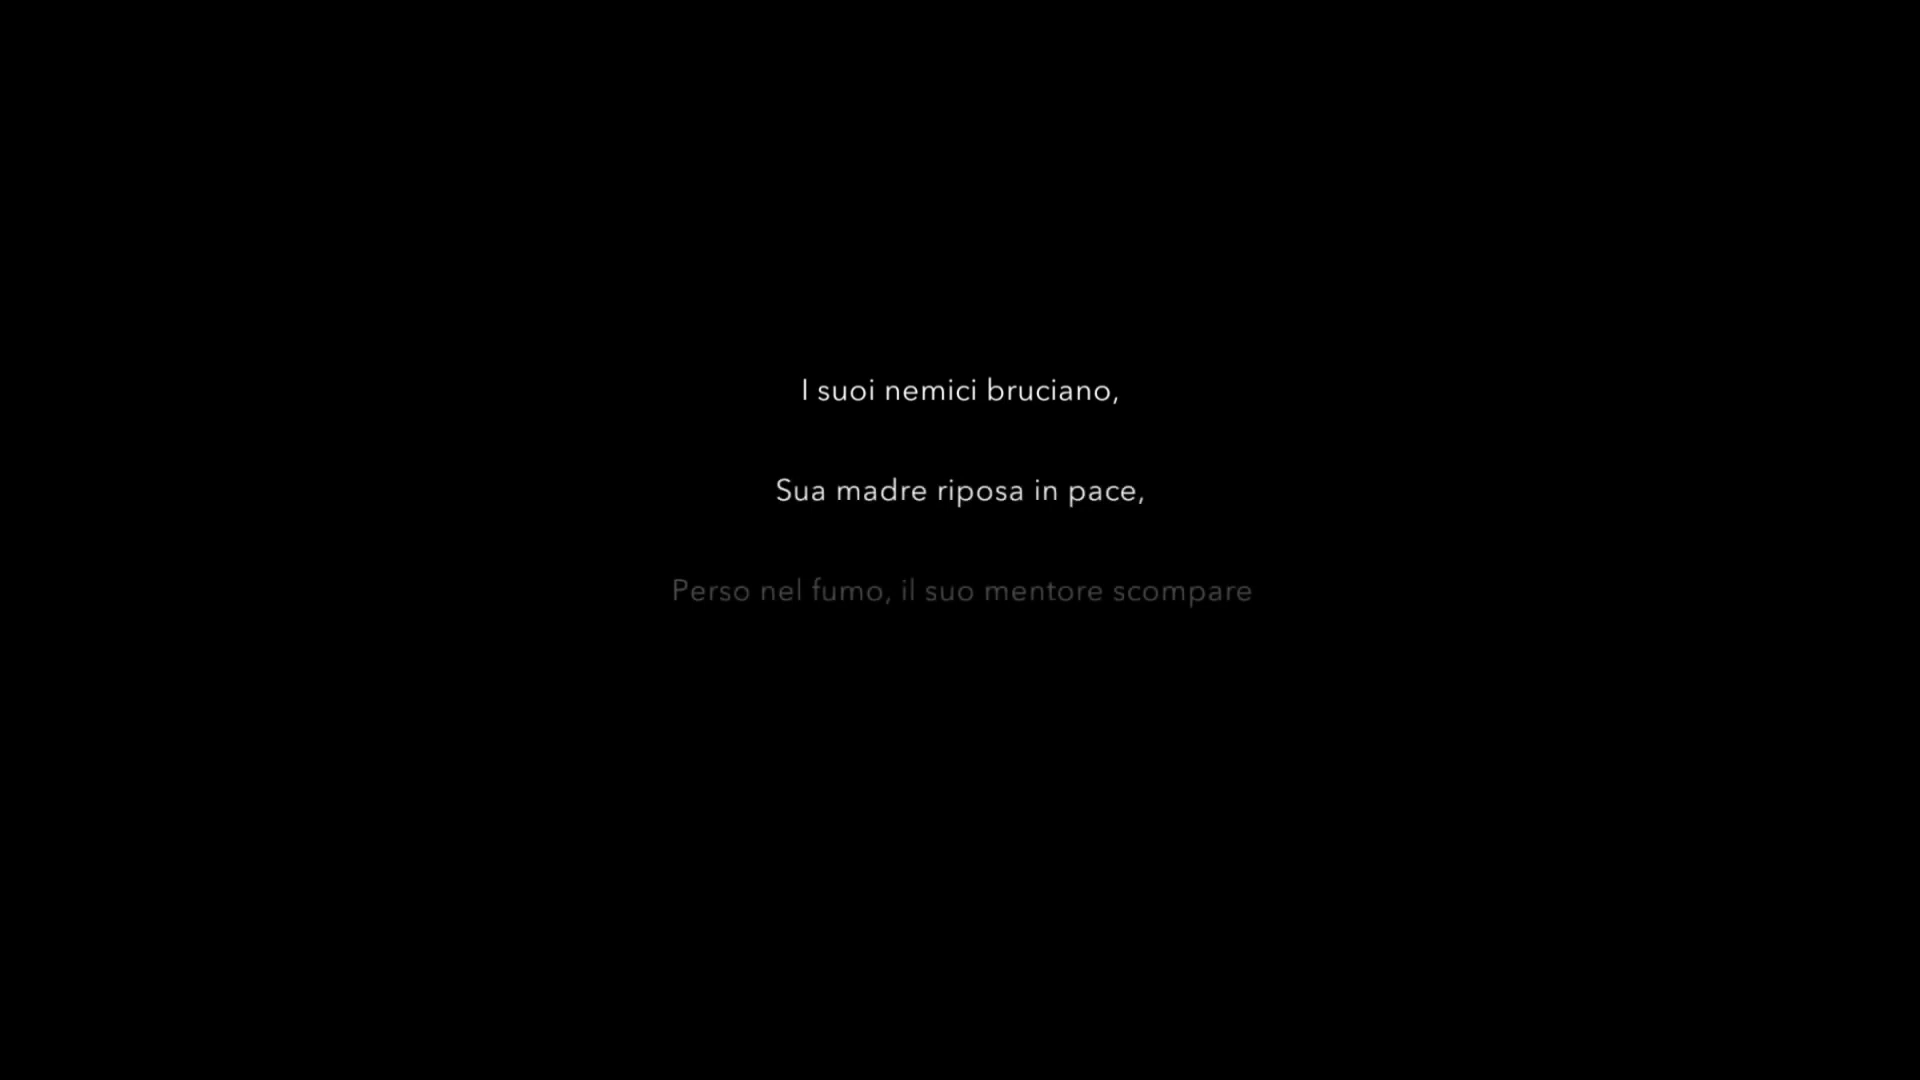 I suoi nemici bruciano,
Sua madre riposa in pace,
Perso nel fumo, il suo mentore scompare